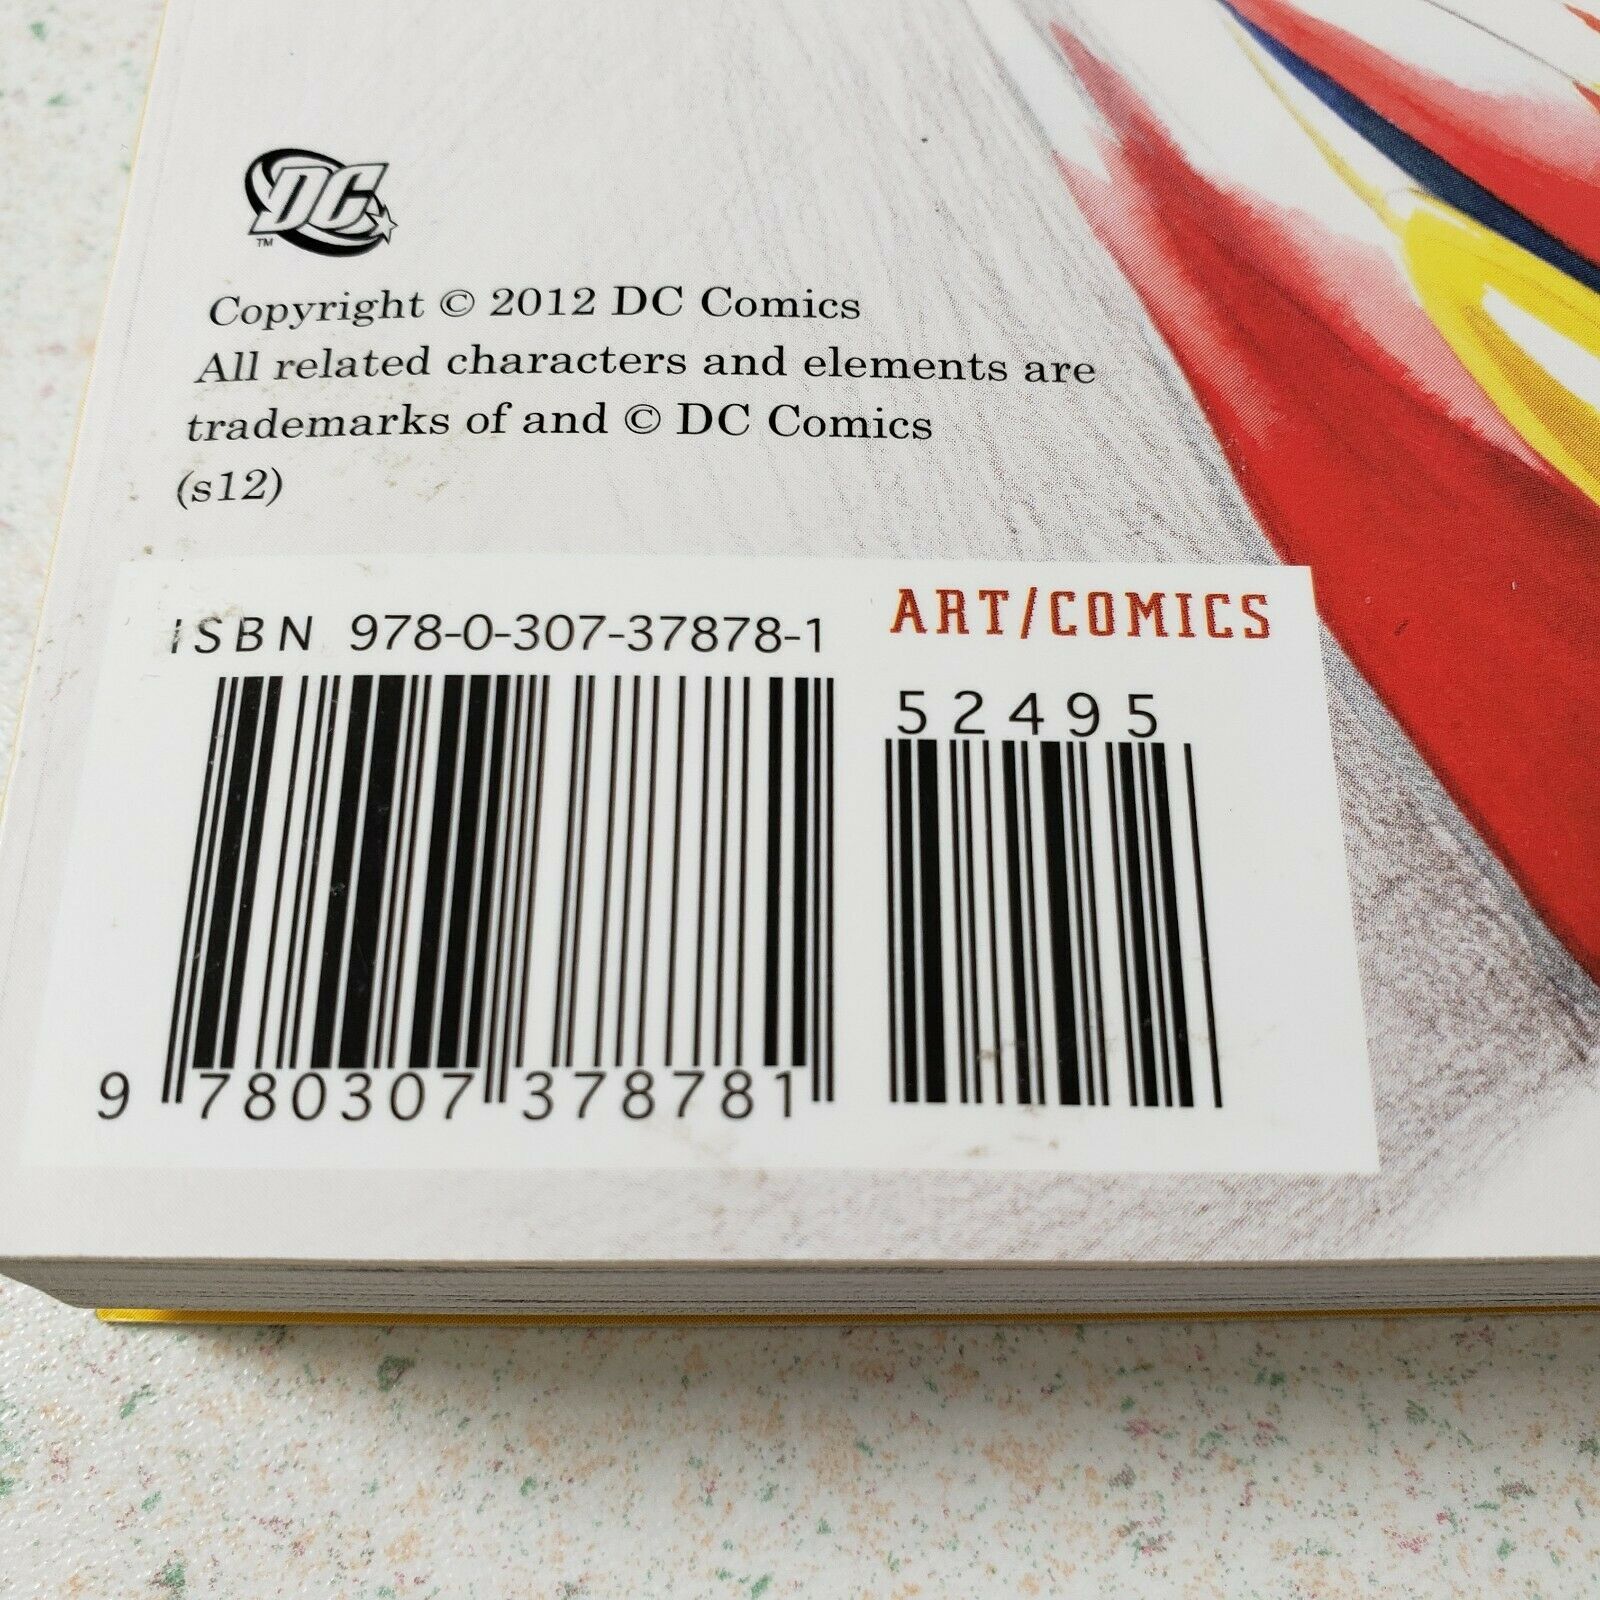 DC
TM
Copyright © 2012 DC Comics
All related characters and elements are
trademarks of and © DC Comics
(s12)
ISBN 978-0-307-37878-1
ART/COMICS
52495
9 780307 378781